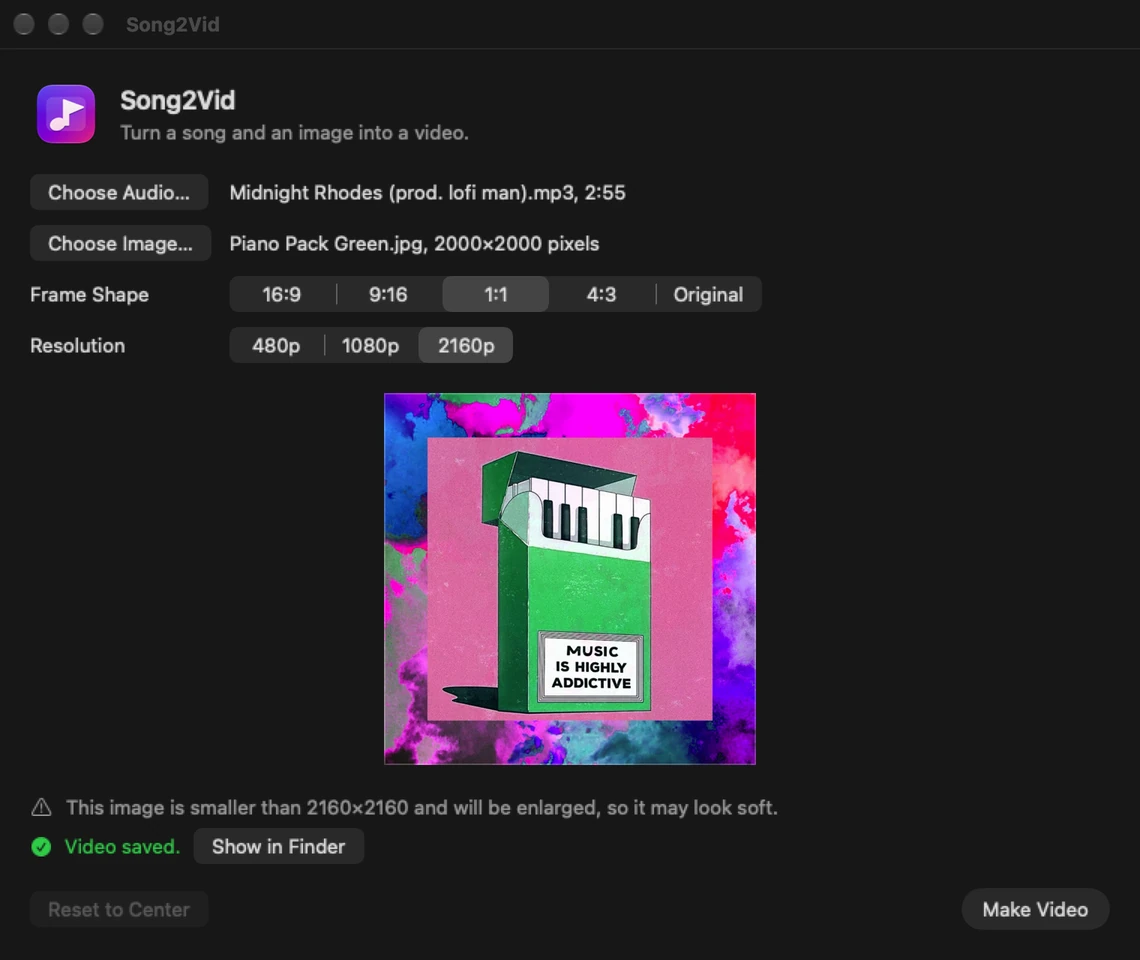 Song2Vid
Song2Vid
Turn a song and an image into a video.
Choose Audio... Midnight Rhodes (prod. lofi man).mp3, 2:55
Choose Image... Piano Pack Green.jpg, 2000×2000 pixels
Frame Shape 16:9 9:16 1:1 4:3 Original
Resolution 480p 1080p 2160p
MUSIC
IS HIGHLY
ADDICTIVE
This image is smaller than 2160×2160 and will be enlarged, so it may look soft.
Video saved. Show in Finder
Reset to Center Make Video